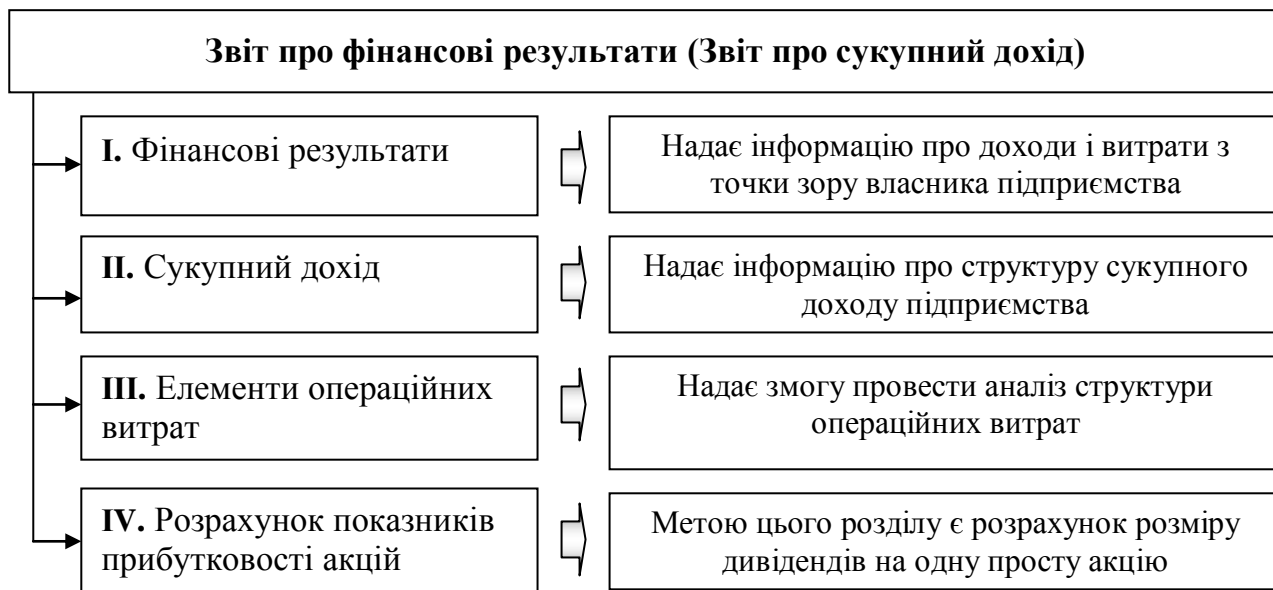 Звіт про фінансові результати (Звіт про сукупний дохід)
I. Фінансові результати
Надає інформацію про доходи і витрати з
точки зору власника підприємства
II. Сукупний дохід
Надає інформацію про структуру сукупного
доходу підприємства
III. Елементи операційних
витрат
Надає змогу провести аналіз структури
операційних витрат
IV. Розрахунок показників
прибутковості акцій
Метою цього розділу є розрахунок розміру
дивідендів на одну просту акцію